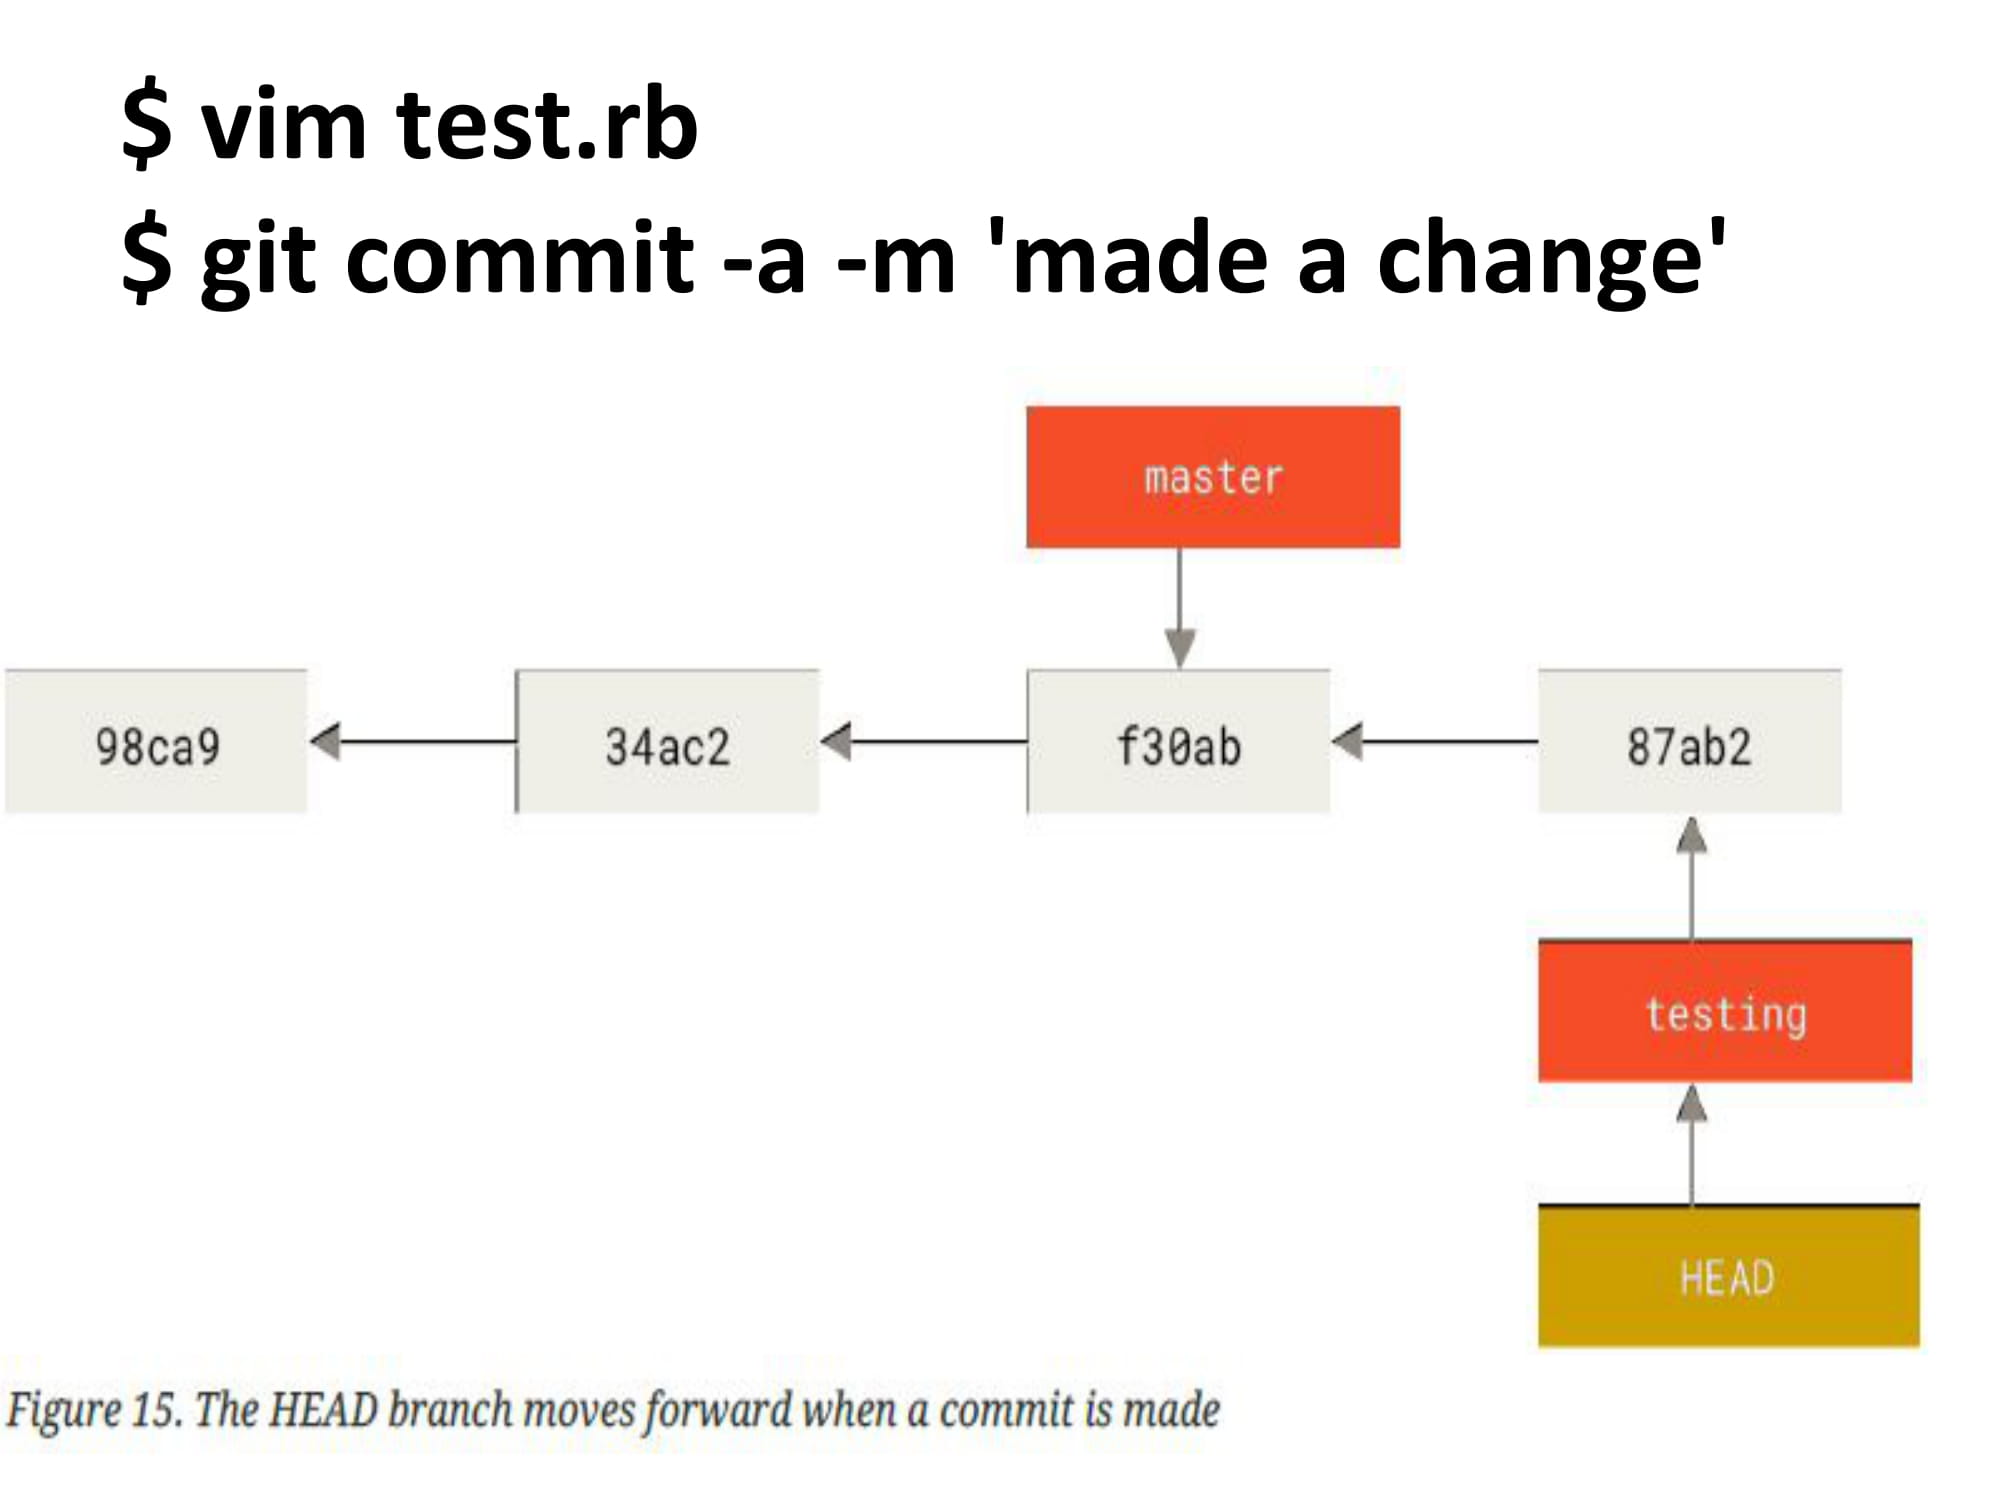 $ vim test.rb
$ git commit -a -m 'made a change'
master
98ca9
34ac2
f30ab
87ab2
testing
HEAD
Figure 15. The HEAD branch moves forward when a commit is made